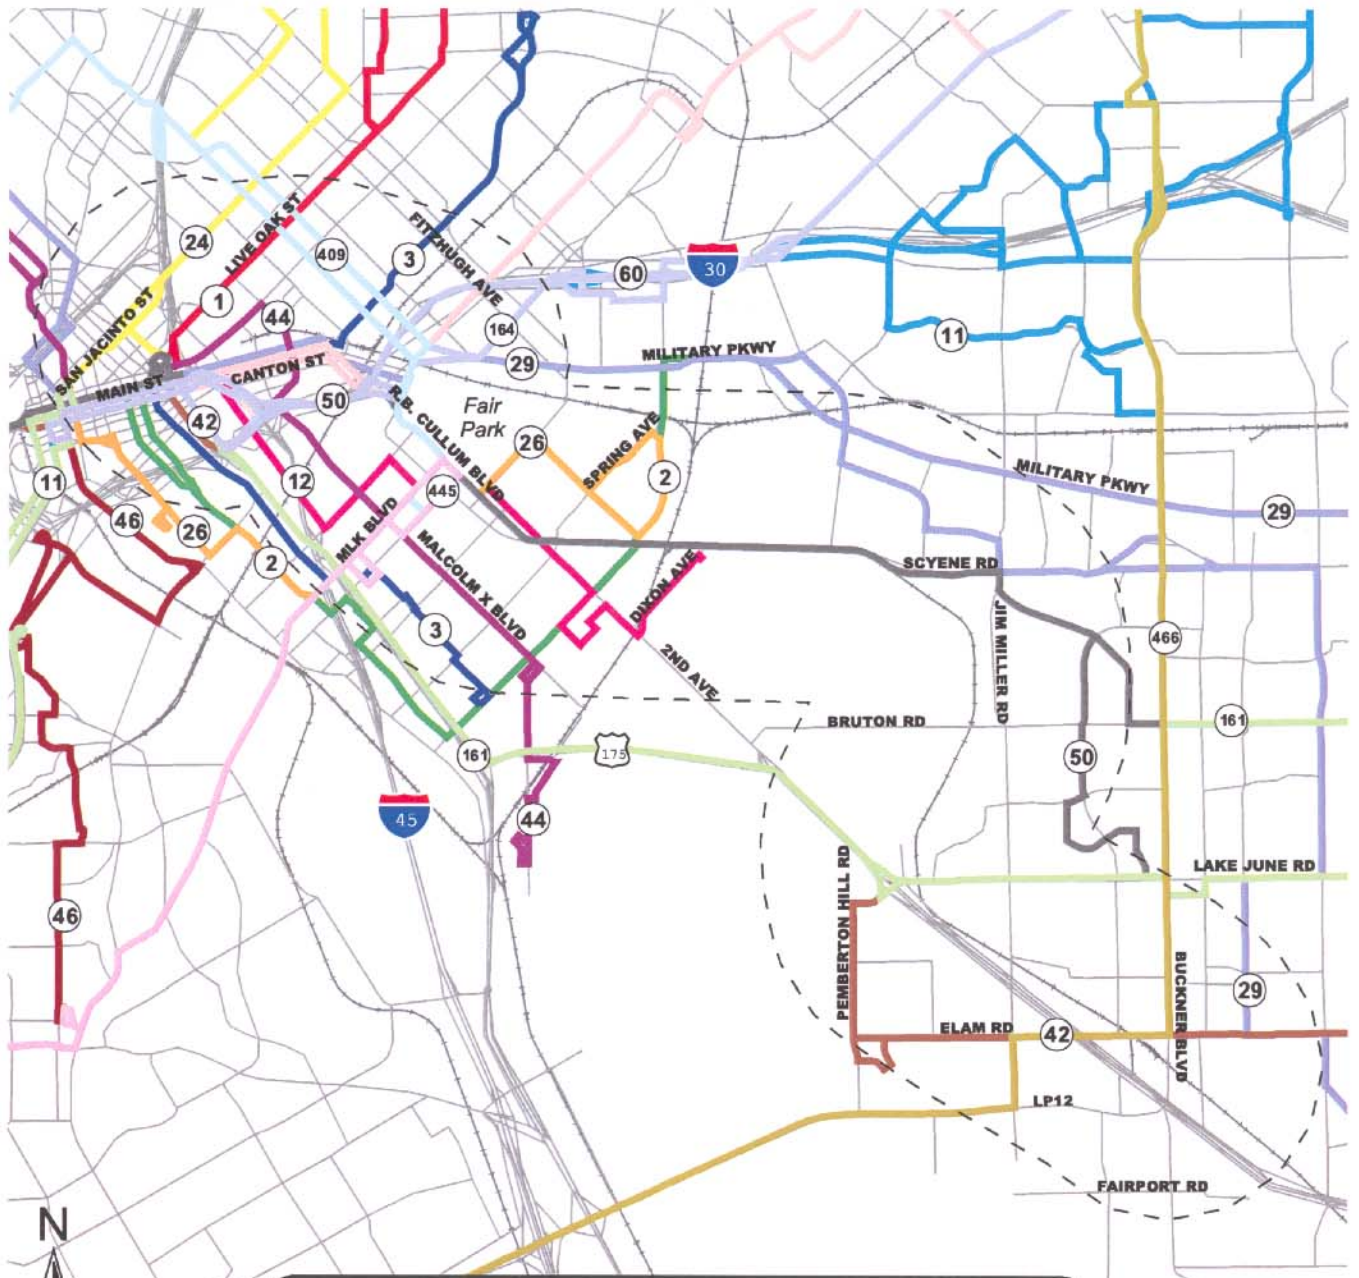 24
LIVE OAK ST
409
3
FITZHUGH AVE
60
30
1
SAN JACINTO ST
44
164
11
29
MILITARY PKWY
MAIN ST
CANTON ST
50
42
R.B. CULLUM BLVD
Fair
Park
26
SPRING AVE
2
11
12
445
MILITARY PKWY
29
46
26
MLK BLVD
MALCOLM X BLVD
2
DIXON AVE
SCYENE RD
3
JIM MILLER RD
466
2ND AVE
BRUTON RD
161
161
175
50
45
44
PEMBERTON HILL RD
LAKE JUNE RD
46
BUCKNER BLVD
29
ELAM RD
42
LP12
FAIRPORT RD
N